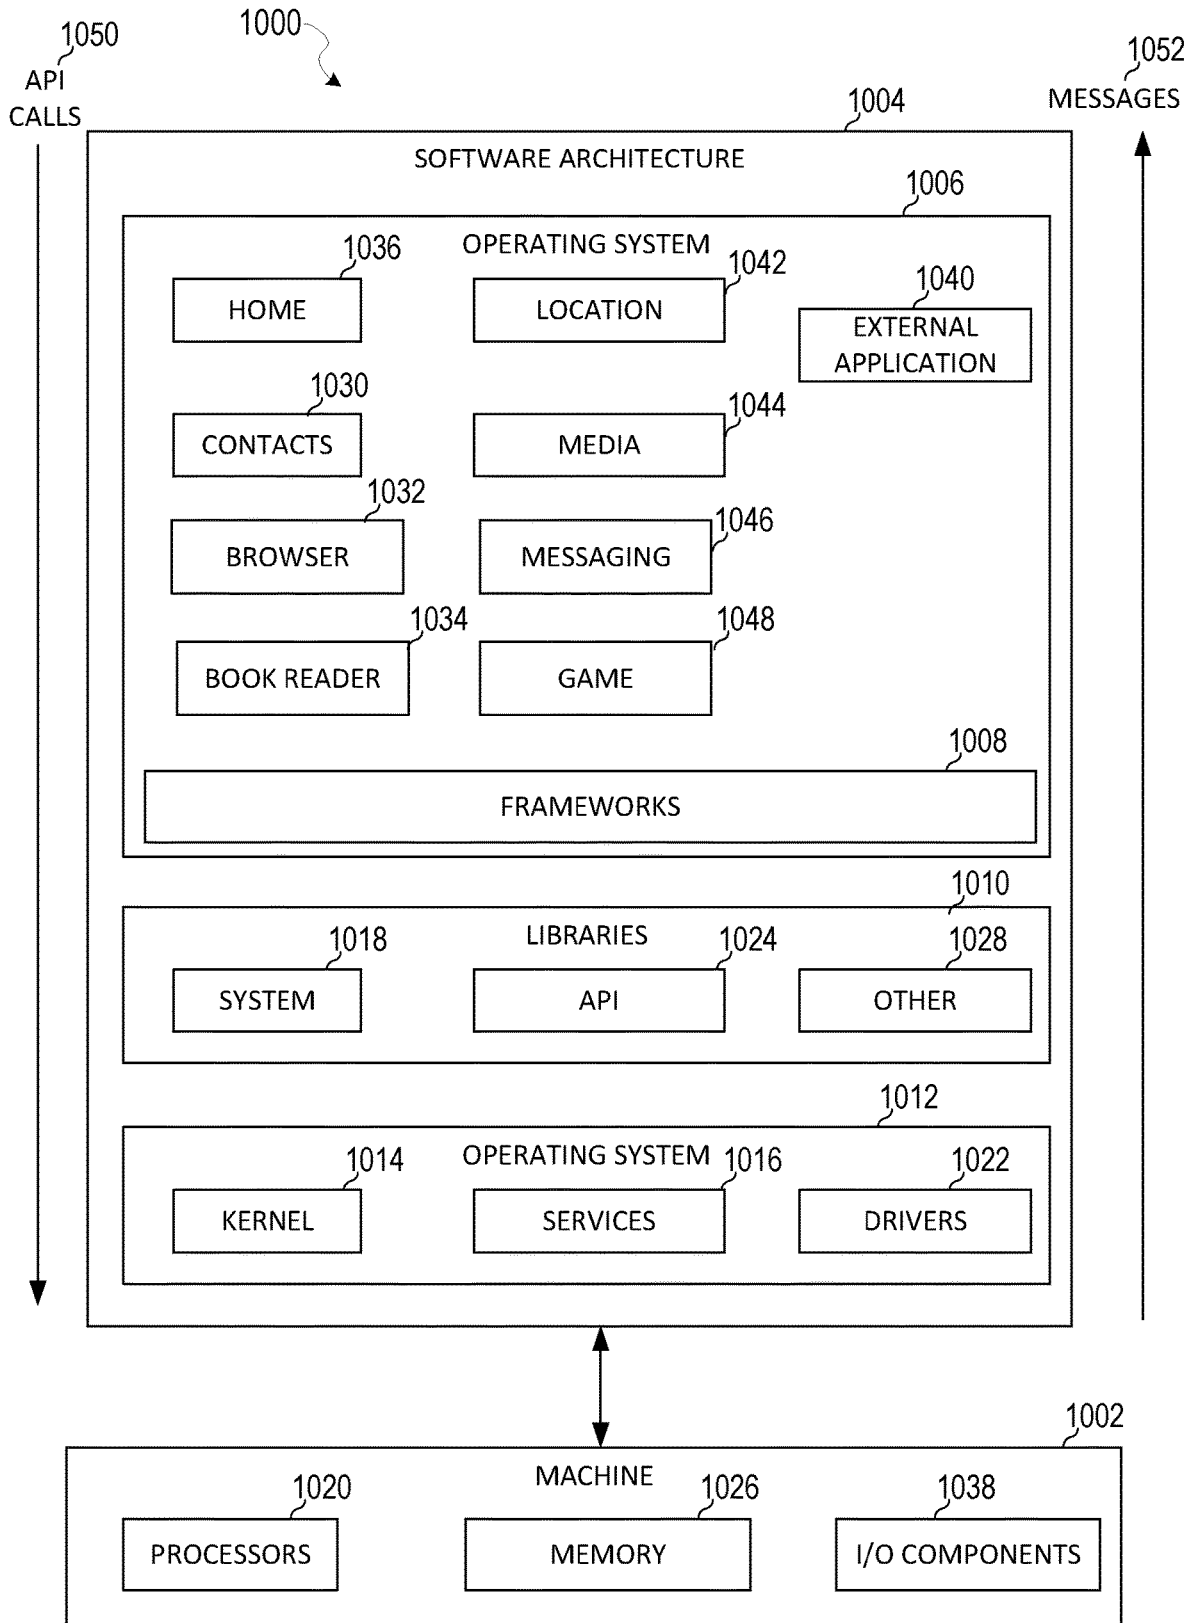 1050
1000
1052
API
CALLS
MESSAGES
1004
SOFTWARE ARCHITECTURE
1006
OPERATING SYSTEM
1036
1042
1040
HOME
LOCATION
EXTERNAL
APPLICATION
1030
1044
CONTACTS
MEDIA
1032
1046
BROWSER
MESSAGING
1034
1048
BOOK READER
GAME
1008
FRAMEWORKS
1010
LIBRARIES
1018
1024
1028
SYSTEM
API
OTHER
1012
OPERATING SYSTEM
1014
1016
1022
KERNEL
SERVICES
DRIVERS
1002
MACHINE
1020
1026
1038
PROCESSORS
MEMORY
I/O COMPONENTS